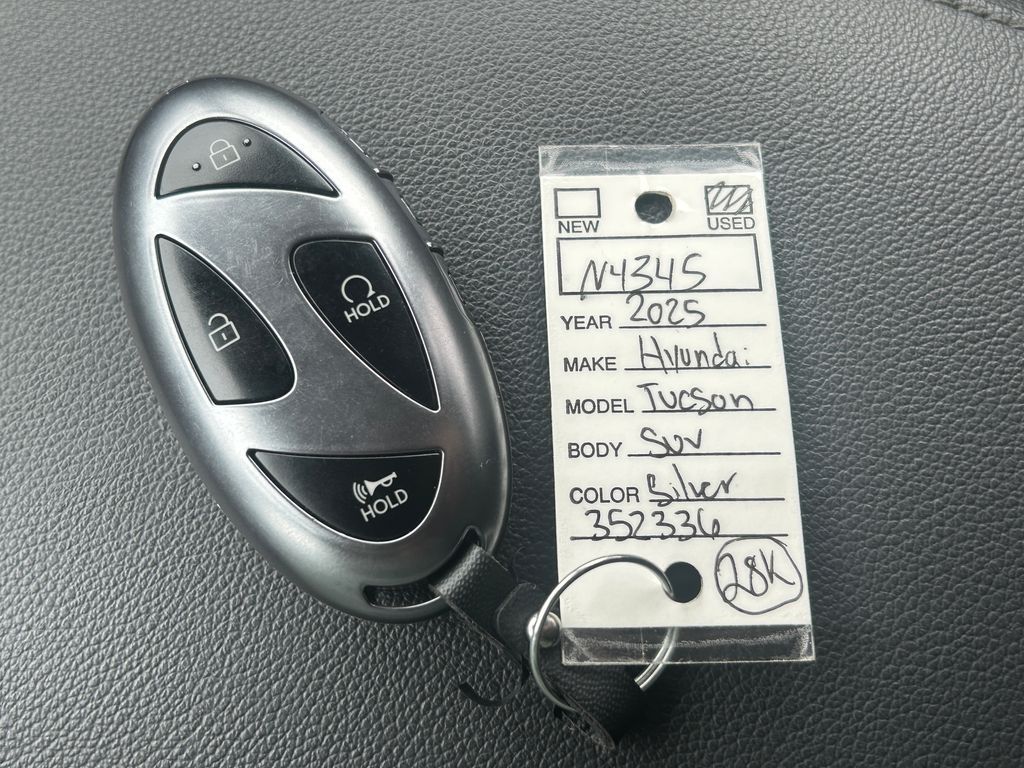 HOLD
HOLD
NEW USED
N4345
YEAR 2025
MAKE Hyundai
MODEL Tucson
BODY Suv
COLOR Silver
352336
28K